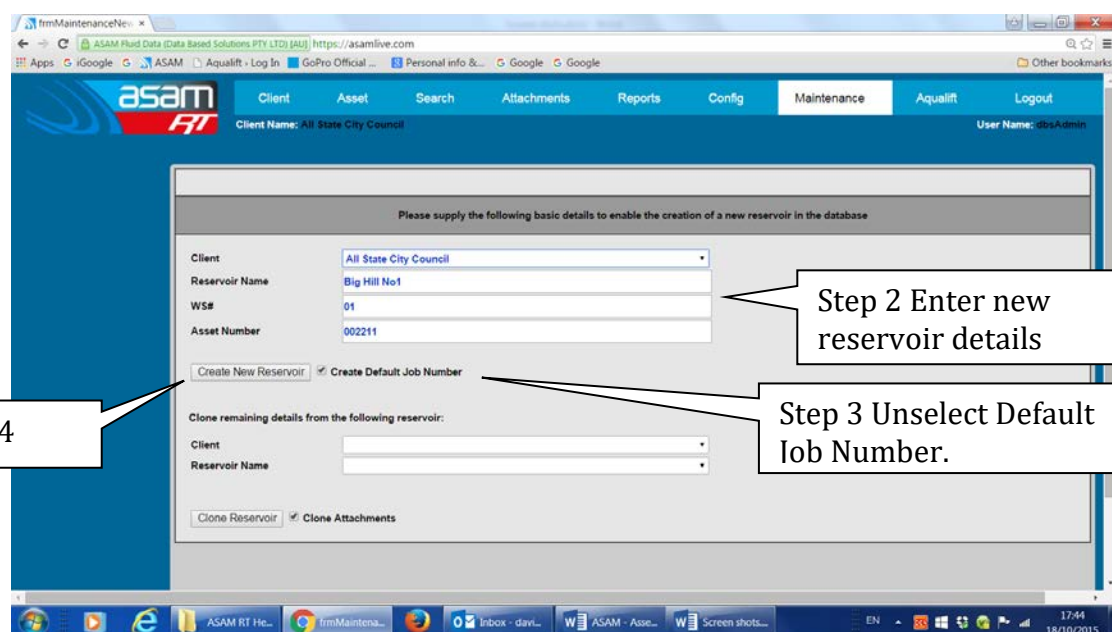 frmMaintenanceNew ×
ASAM Fluid Data (Data Based Solutions PTY LTD) [AU] https://asamlive.com
Apps iGoogle G ASAM Aqualift › Log In GoPro Official ... Personal info &... Google Google Other bookmarks
asam RT
Client Asset Search Attachments Reports Config Maintenance Aqualift Logout
Client Name: All State City Council User Name: dbsAdmin
Please supply the following basic details to enable the creation of a new reservoir in the database
Client All State City Council
Reservoir Name Big Hill No1
WS# 01
Asset Number 002211
Step 2 Enter new
reservoir details
Create New Reservoir Create Default Job Number
4
Step 3 Unselect Default
Job Number.
Clone remaining details from the following reservoir:
Client
Reservoir Name
Clone Reservoir Clone Attachments
ASAM RT He... frmMaintena... Inbox - davi... ASAM - Asse... Screen shots... EN 17:44
18/10/2015